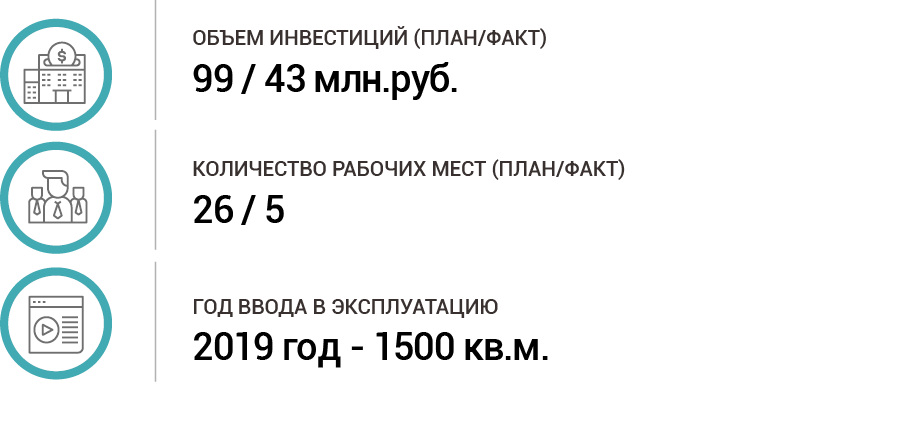 ОБЪЕМ ИНВЕСТИЦИЙ (ПЛАН/ФАКТ)
99 / 43 млн.руб.
КОЛИЧЕСТВО РАБОЧИХ МЕСТ (ПЛАН/ФАКТ)
26 / 5
ГОД ВВОДА В ЭКСПЛУАТАЦИЮ
2019 год - 1500 кв.м.